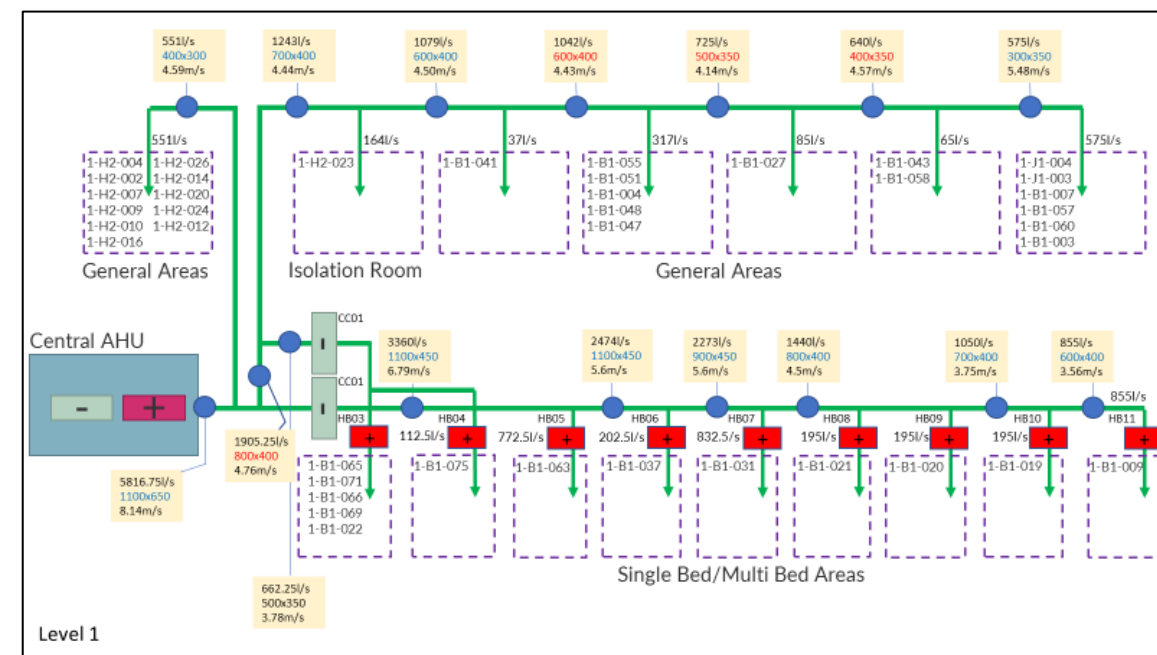 551l/s
400x300
4.59m/s
1243l/s
700x400
4.44m/s
1079l/s
600x400
4.50m/s
1042l/s
600x400
4.43m/s
725l/s
500x350
4.14m/s
640l/s
400x350
4.57m/s
575l/s
300x350
5.48m/s
551l/s
164l/s
37l/s
317l/s
85l/s
65l/s
575l/s
1-H2-004 1-H2-026
1-H2-002 1-H2-014
1-H2-007 1-H2-020
1-H2-009 1-H2-024
1-H2-010 1-H2-012
1-H2-016
1-H2-023
1-B1-041
1-B1-055
1-B1-051
1-B1-004
1-B1-048
1-B1-047
1-B1-027
1-B1-043
1-B1-058
1-J1-004
1-J1-003
1-B1-007
1-B1-057
1-B1-060
1-B1-003
General Areas
Isolation Room
General Areas
Central AHU
-
+
CC01
-
CC01
-
3360l/s
1100x450
6.79m/s
2474l/s
1100x450
5.6m/s
2273l/s
900x450
5.6m/s
1440l/s
800x400
4.5m/s
1050l/s
700x400
3.75m/s
855l/s
600x400
3.56m/s
855l/s
HB03
HB04
HB05
HB06
HB07
HB08
HB09
HB10
HB11
+
112.5l/s
+
772.5l/s
+
202.5l/s
+
832.5l/s
+
195l/s
+
195l/s
+
195l/s
+
+
1905.25l/s
800x400
4.76m/s
5816.75l/s
1100x650
8.14m/s
1-B1-065
1-B1-071
1-B1-066
1-B1-069
1-B1-022
1-B1-075
1-B1-063
1-B1-037
1-B1-031
1-B1-021
1-B1-020
1-B1-019
1-B1-009
Single Bed/Multi Bed Areas
662.25l/s
500x350
3.78m/s
Level 1